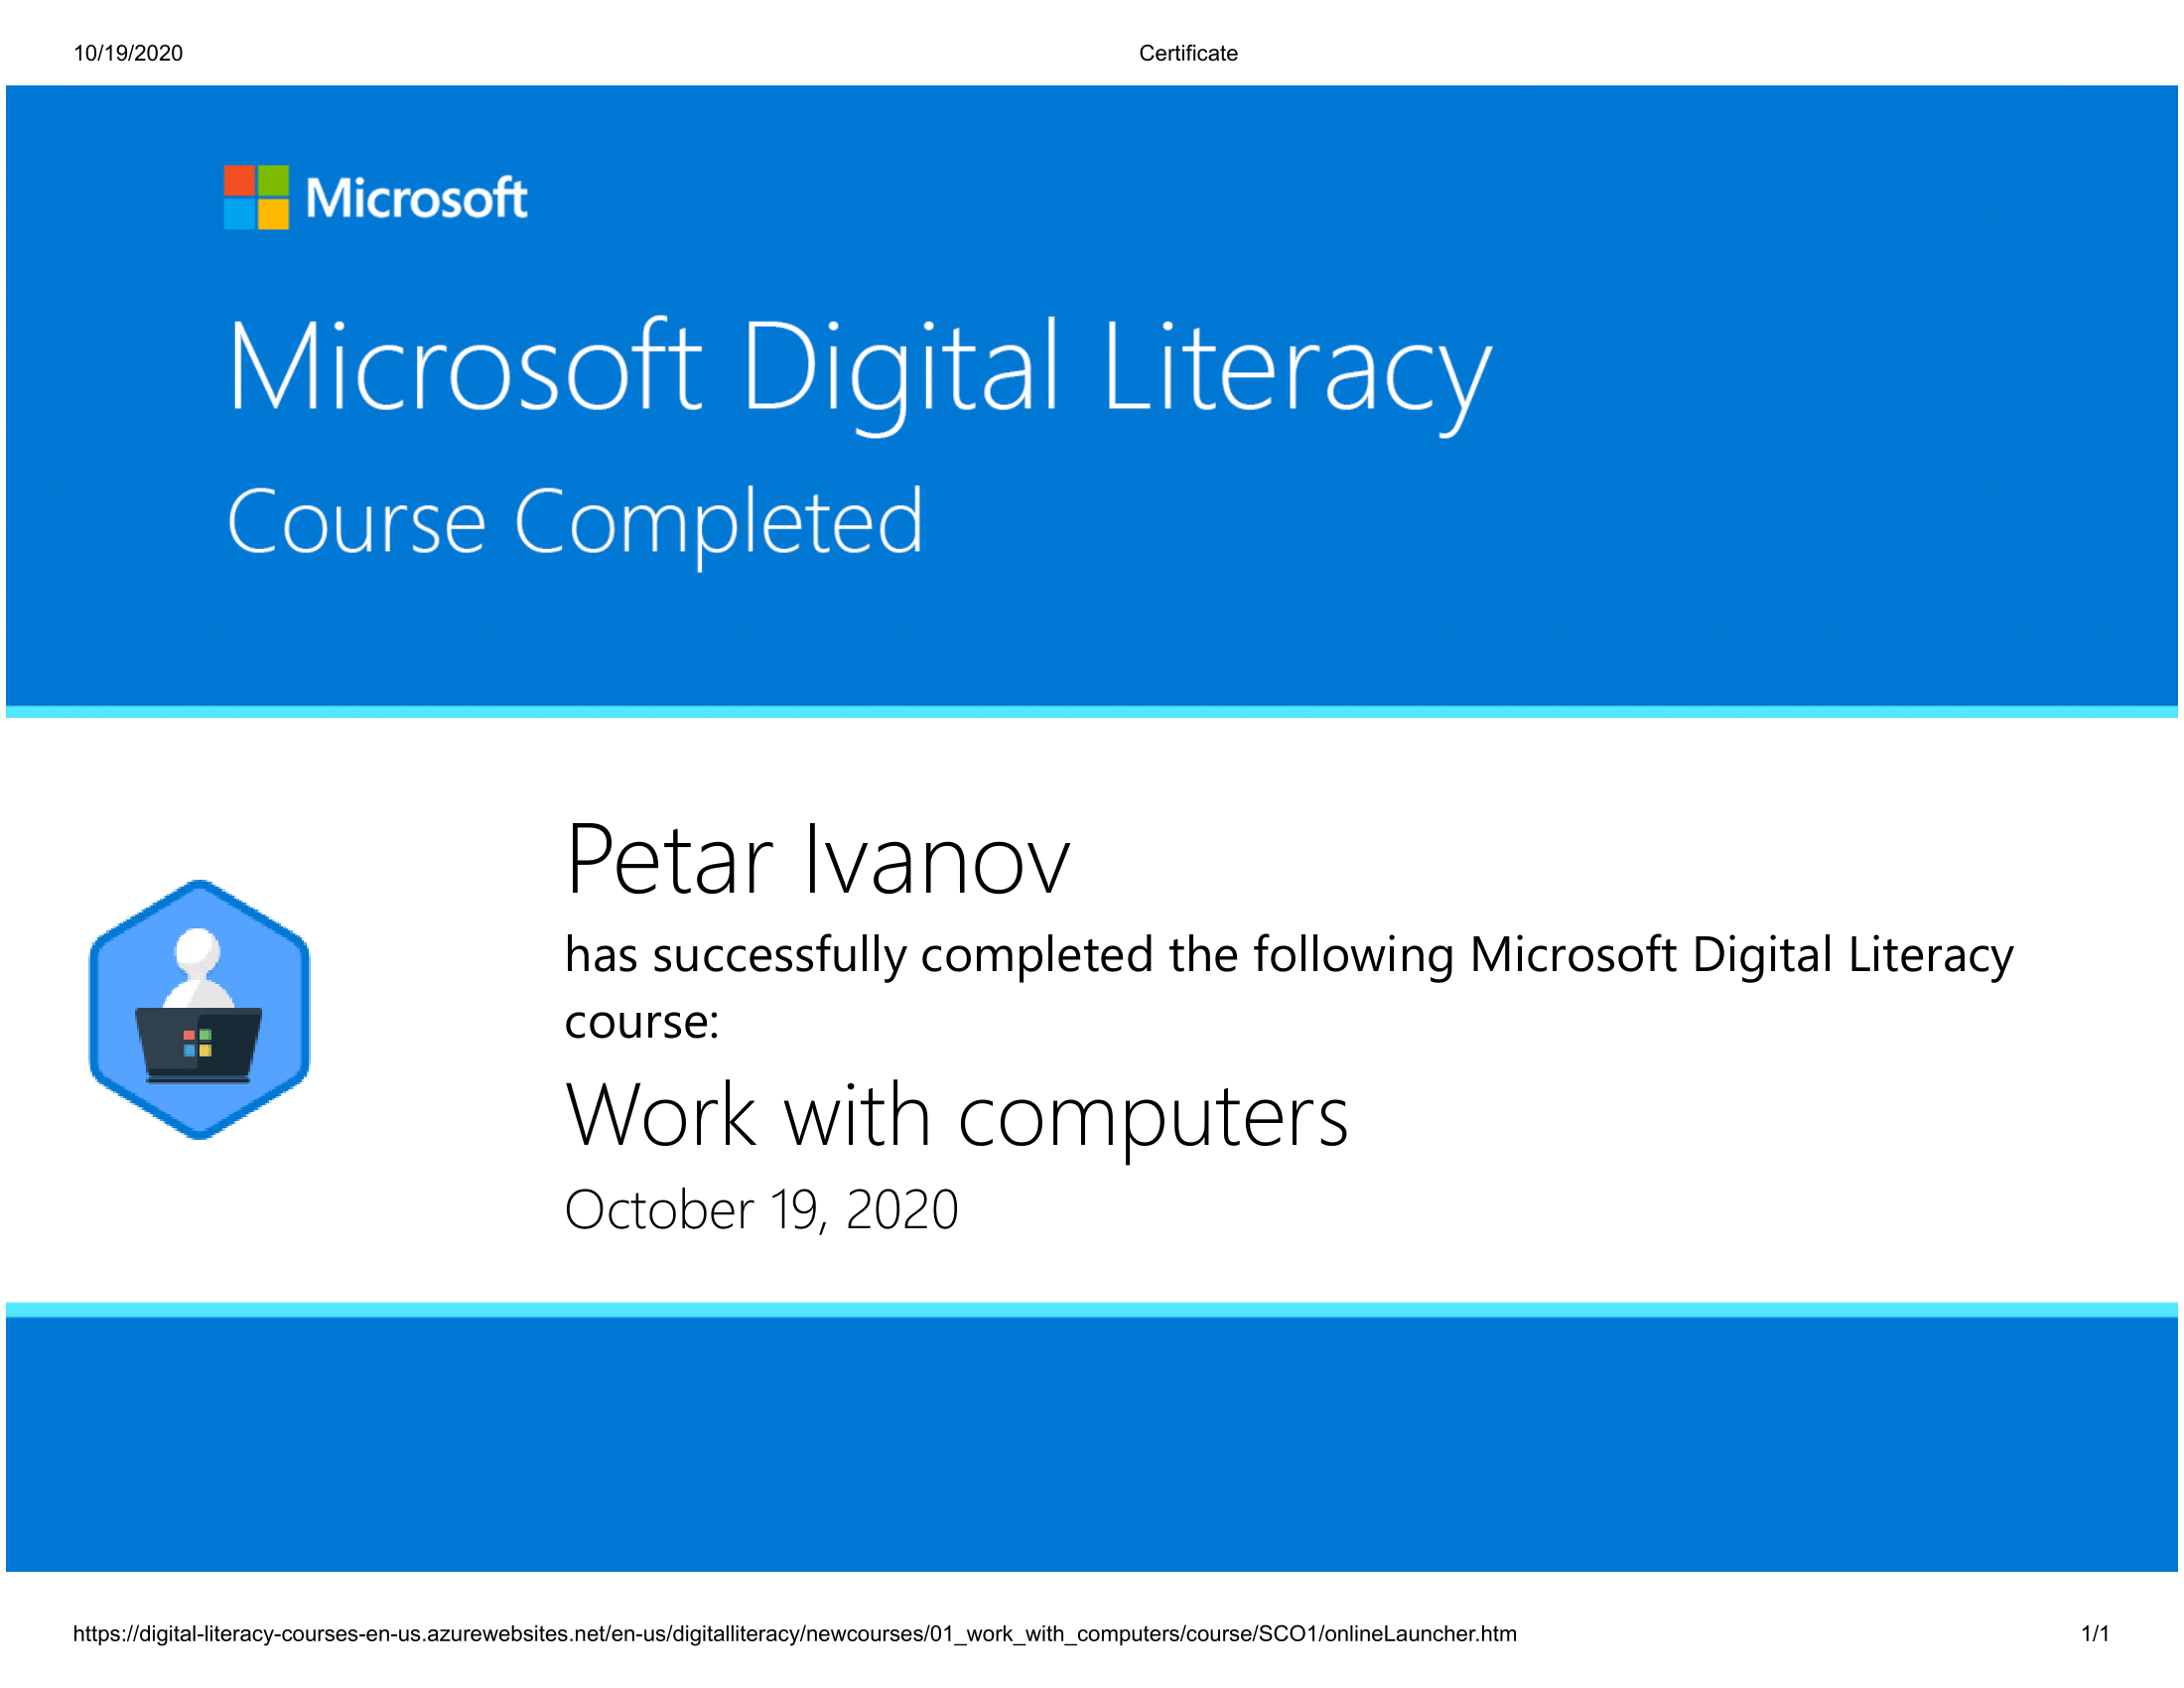 10/19/2020 Certificate
Microsoft
Microsoft Digital Literacy
Course Completed
Petar Ivanov
has successfully completed the following Microsoft Digital Literacy
course:
Work with computers
October 19, 2020
https://digital-literacy-courses-en-us.azurewebsites.net/en-us/digitalliteracy/newcourses/01_work_with_computers/course/SCO1/onlineLauncher.htm 1/1